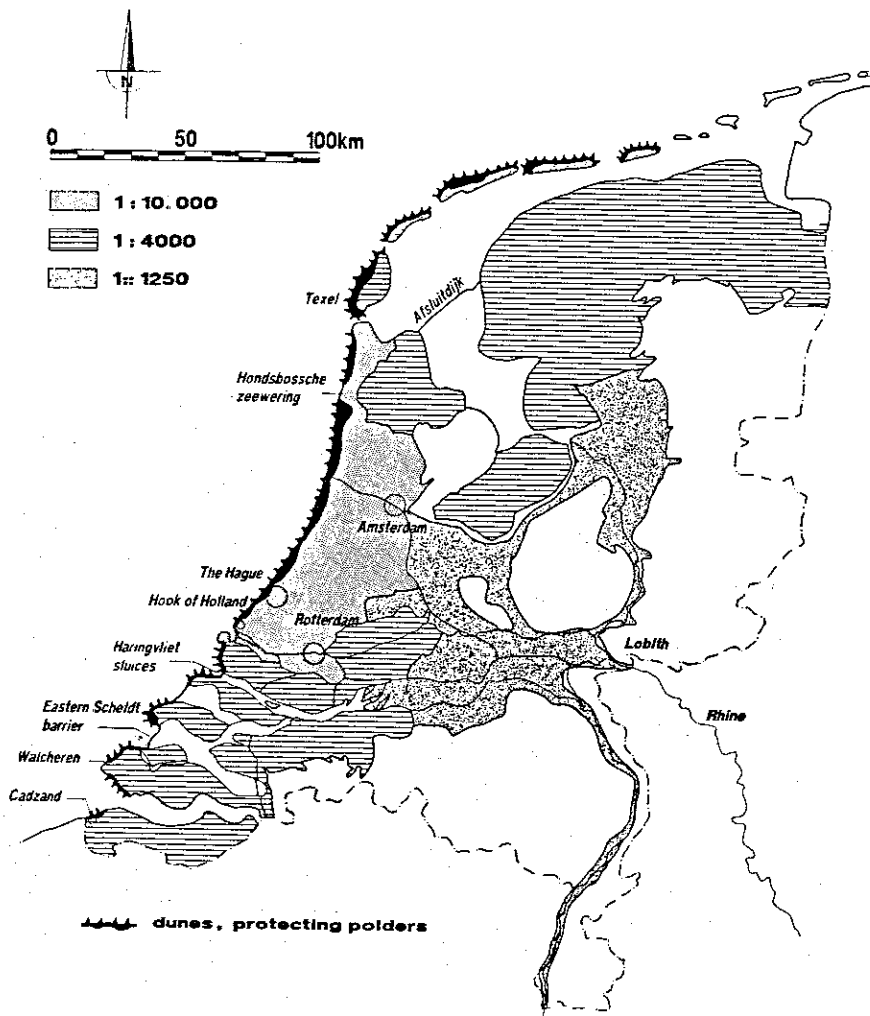 N
0 50 100km
1 : 10.000
1 : 4000
1:: 1250
Texel
Afsluitdijk
Hondsbossche
zeewering
Amsterdam
The Hague
Hook of Holland
Rotterdam
Haringvliet
sluices
Lobith
Eastern Scheldt
barrier
Rhine
Walcheren
Cadzand
dunes, protecting polders